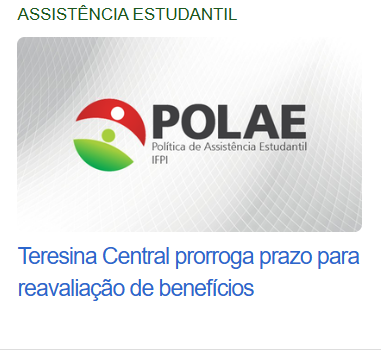 ASSISTÊNCIA ESTUDANTIL
POLAE
Política de Assistência Estudantil
IFPI
Teresina Central prorroga prazo para
reavaliação de benefícios